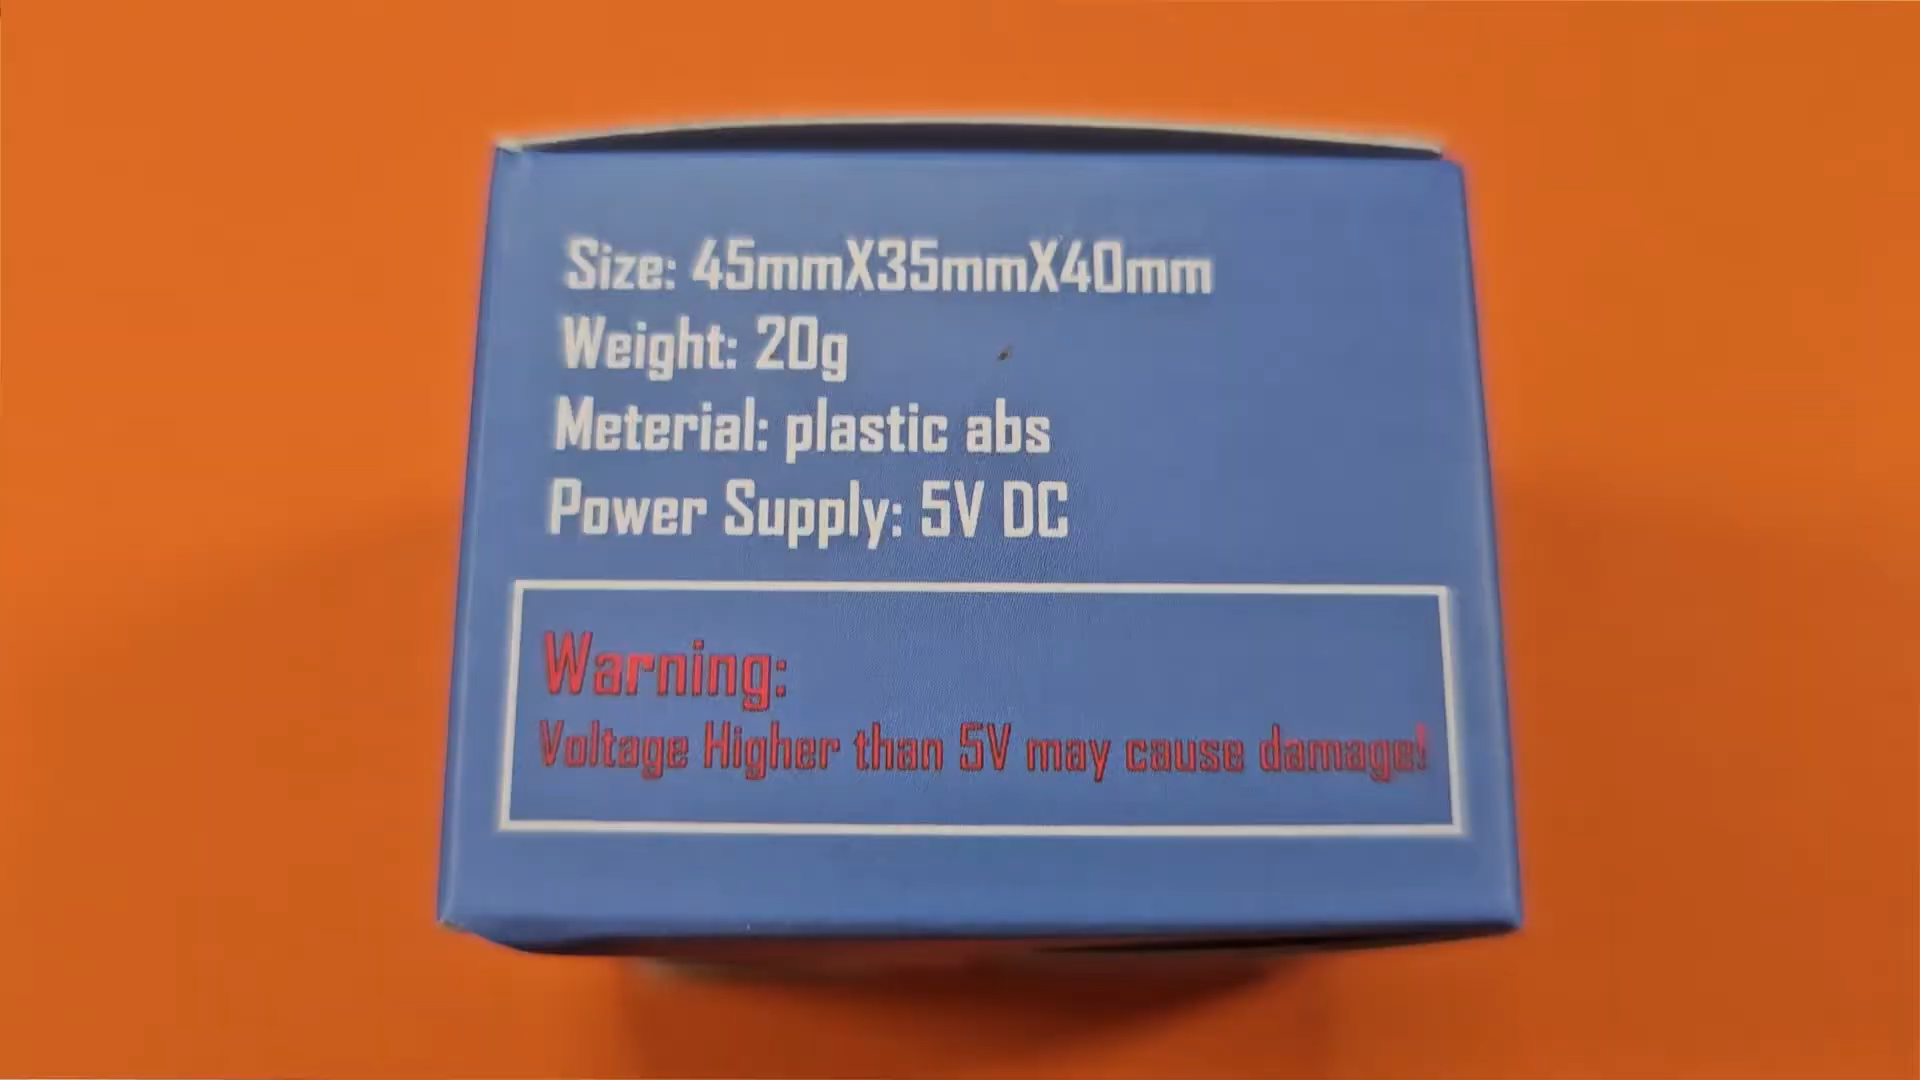 Size: 45mmX35mmX40mm
Weight: 20g
Meterial: plastic abs
Power Supply: 5V DC
Warning:
Voltage Higher than 5V may cause damage!